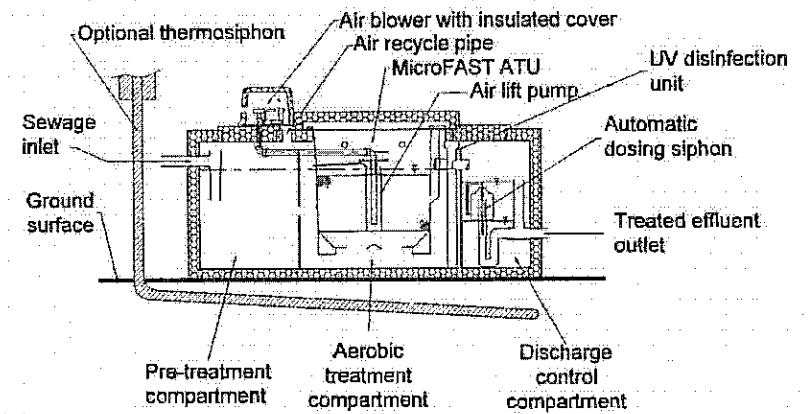 Optional thermosiphon
Air blower with insulated cover
Air recycle pipe
MicroFAST ATU
Air lift pump
UV disinfection
unit
Sewage
inlet
Automatic
dosing siphon
Ground
surface
Treated effluent
outlet
Pre-treatment
compartment
Aerobic
treatment
compartment
Discharge
control
compartment